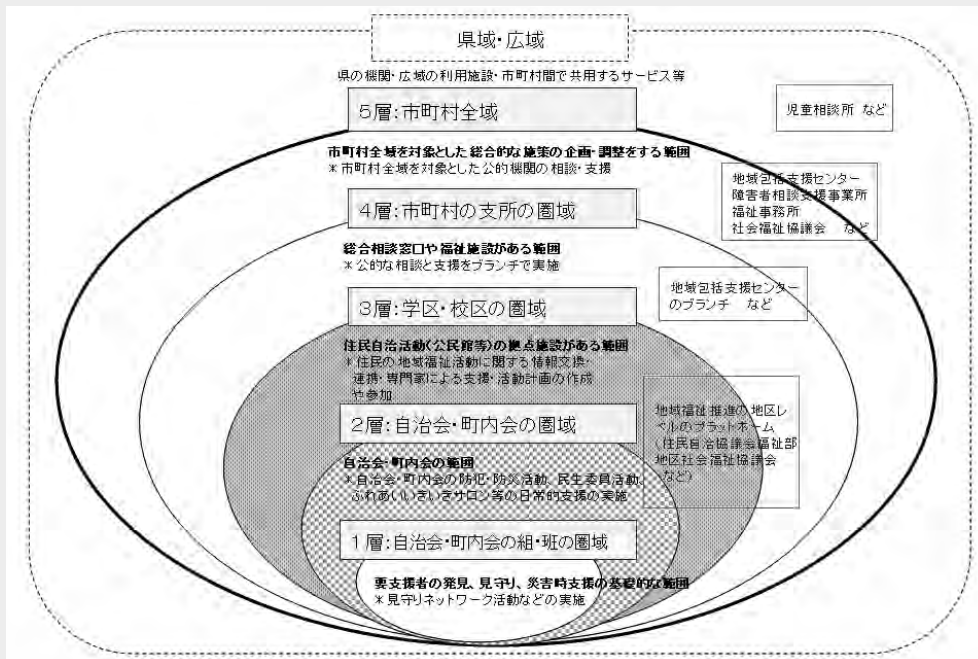 県域・広域
県の機関・広域の利用施設・市町村間で共用するサービス等
5層:市町村全域
児童相談所 など
市町村全域を対象とした総合的な施策の企画・調整をする範囲
＊市町村全域を対象とした公的機関の相談・支援
地域包括支援センター
障害者相談支援事業所
福祉事務所
社会福祉協議会 など
4層:市町村の支所の圏域
総合相談窓口や福祉施設がある範囲
＊公的な相談と支援をブランチで実施
地域包括支援センター
のブランチ など
3層:学区・校区の圏域
住民自治活動(公民館等)の拠点施設がある範囲
＊住民の地域福祉活動に関する情報交換・
連携・専門家による支援・活動計画の作成
や参加
地域福祉推進の地区レ
ベルのプラットホーム
(住民自治協議会福祉部
地区社会福祉協議会
など)
2層:自治会・町内会の圏域
自治会・町内会の範囲
＊自治会・町内会の防犯・防災活動、民生委員活動、
ふれあいいきいきサロン等の日常的支援の実施
1層:自治会・町内会の組・班の圏域
要支援者の発見、見守り、災害時支援の基礎的な範囲
＊見守りネットワーク活動などの実施